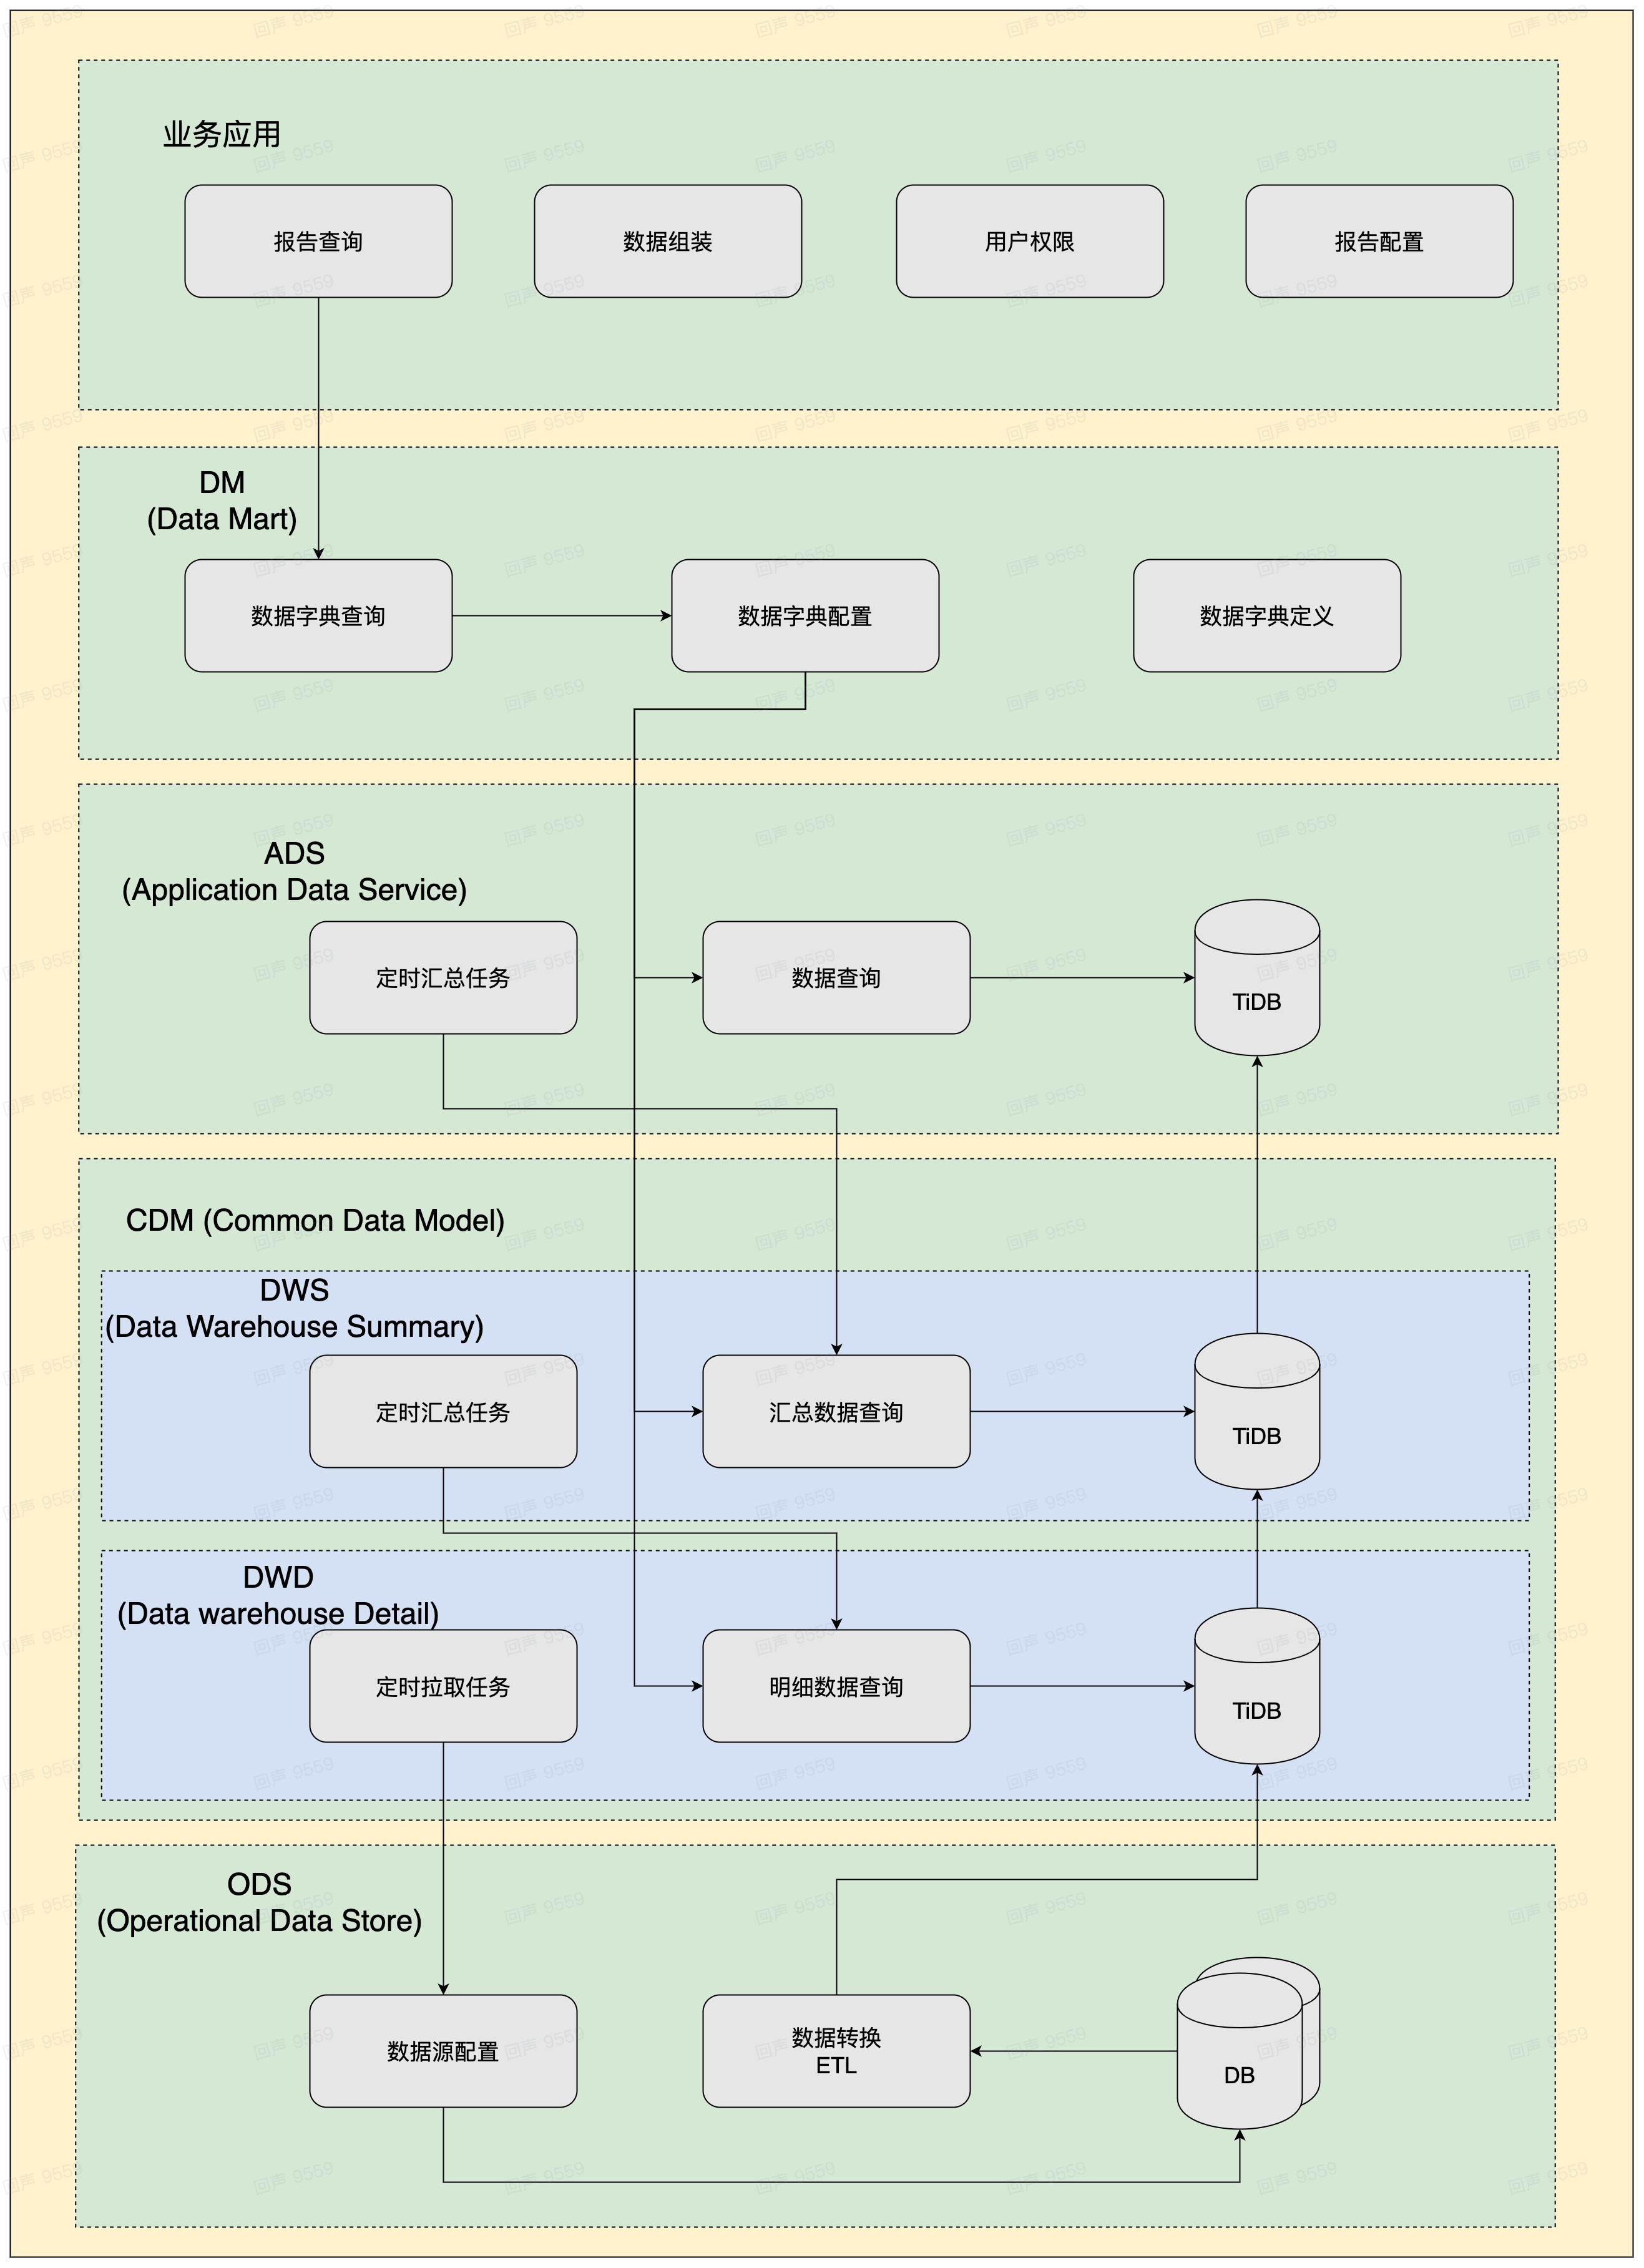 业务应用
报告查询
数据组装
用户权限
报告配置
DM
(Data Mart)
数据字典查询
数据字典配置
数据字典定义
ADS
(Application Data Service)
定时汇总任务
数据查询
TiDB
CDM (Common Data Model)
DWS
(Data Warehouse Summary)
定时汇总任务
汇总数据查询
TiDB
DWD
(Data warehouse Detail)
定时拉取任务
明细数据查询
TiDB
ODS
(Operational Data Store)
数据源配置
数据转换
ETL
DB
回声 9559